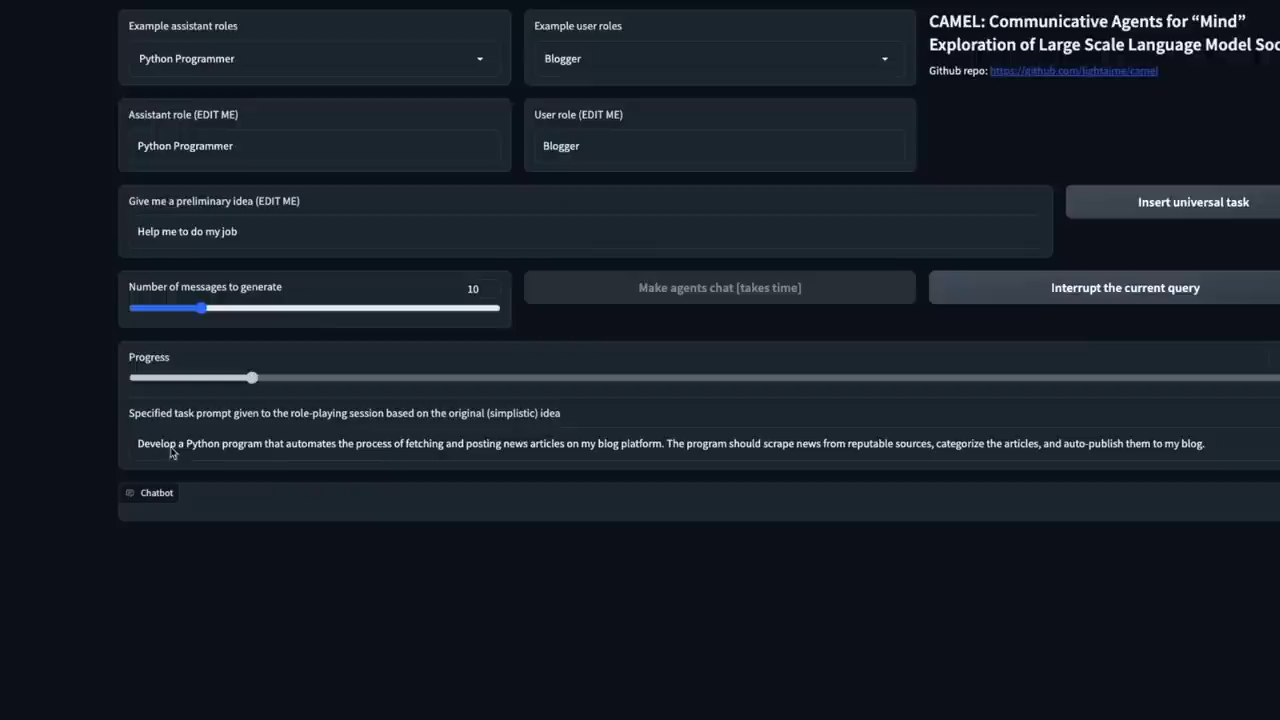 Example assistant roles
Python Programmer
Example user roles
Blogger
CAMEL: Communicative Agents for “Mind”
Exploration of Large Scale Language Model Soc
Github repo: https://github.com/lightaime/camel
Assistant role (EDIT ME)
Python Programmer
User role (EDIT ME)
Blogger
Give me a preliminary idea (EDIT ME)
Help me to do my job
Insert universal task
Number of messages to generate
10
Make agents chat [takes time]
Interrupt the current query
Progress
Specified task prompt given to the role-playing session based on the original (simplistic) idea
Develop a Python program that automates the process of fetching and posting news articles on my blog platform. The program should scrape news from reputable sources, categorize the articles, and auto-publish them to my blog.
Chatbot